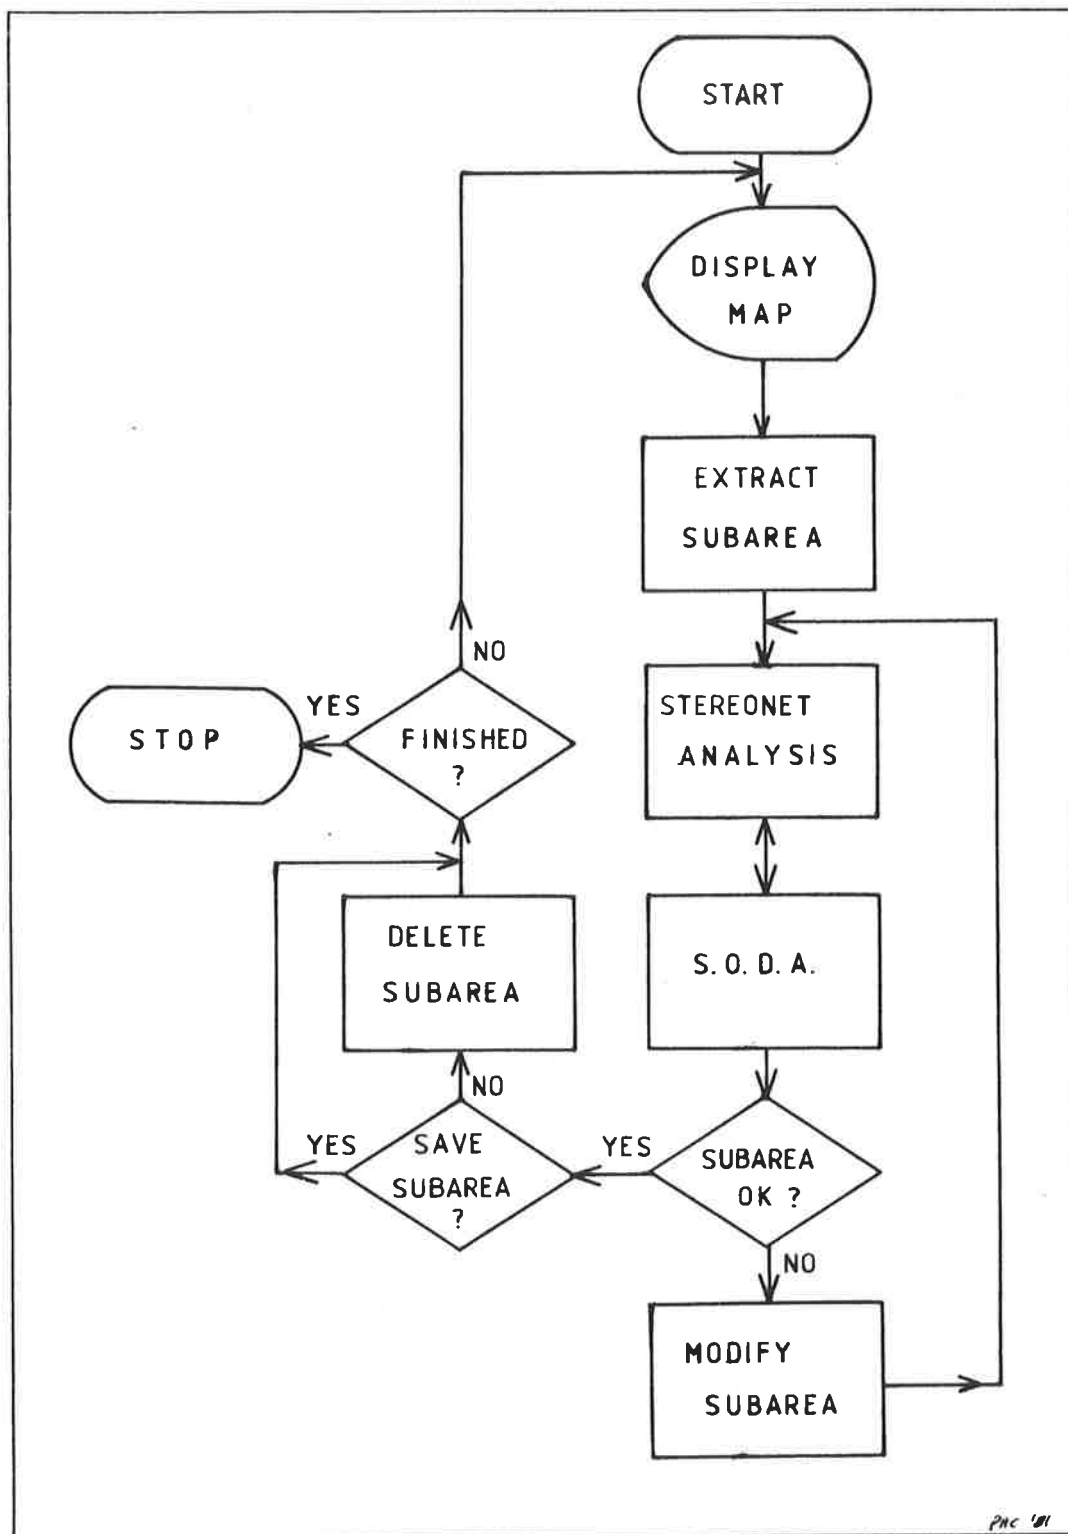 START
DISPLAY
MAP
EXTRACT
SUBAREA
NO
YES
STOP
FINISHED
?
STEREONET
ANALYSIS
DELETE
SUBAREA
S.O.D.A.
NO
YES
SAVE
SUBAREA
?
YES
SUBAREA
OK ?
NO
MODIFY
SUBAREA